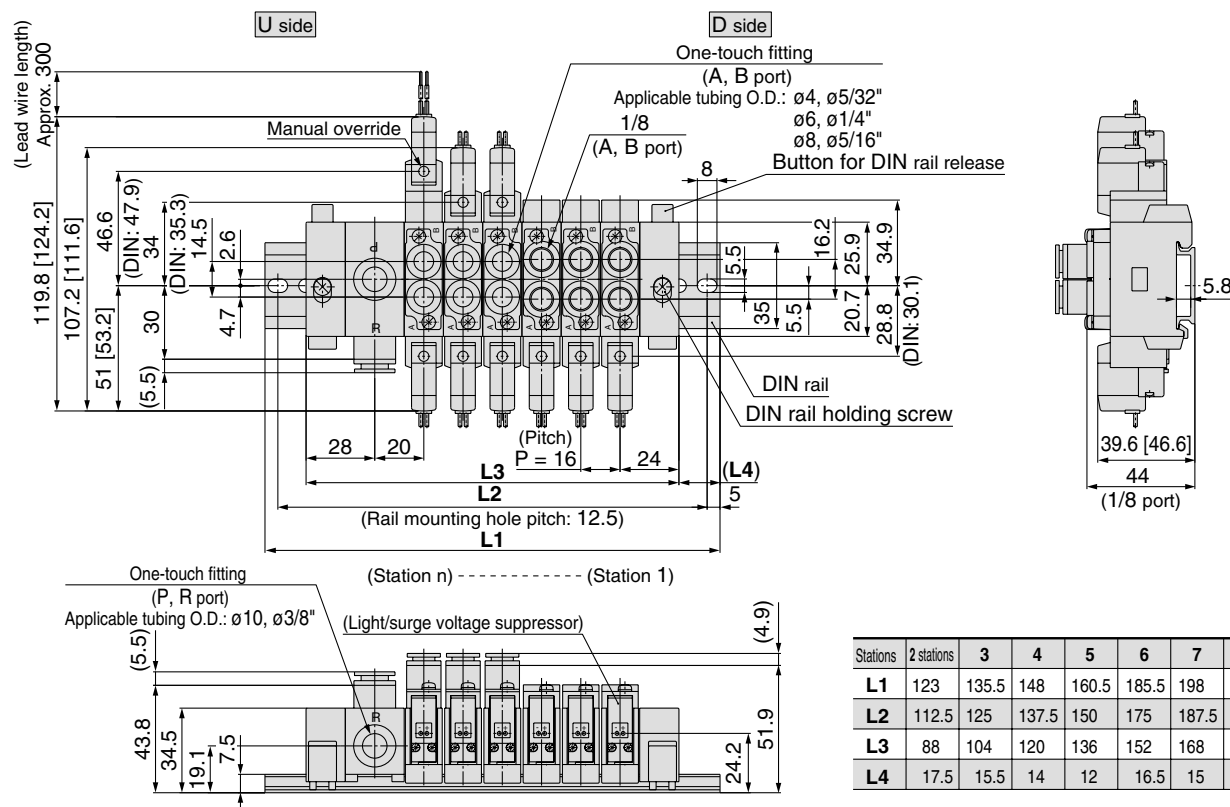 U side
D side
(Lead wire length)
Approx. 300
One-touch fitting
(A, B port)
Applicable tubing O.D.: ø4, ø5/32"
ø6, ø1/4"
ø8, ø5/16"
Manual override
1/8
(A, B port)
Button for DIN rail release
8
119.8 [124.2]
107.2 [111.6]
51 [53.2]
46.6
(DIN: 47.9)
34
(DIN: 35.3)
14.5
2.6
30
4.7
(5.5)
P
R
B
B
B
B
B
B
A
A
A
A
A
A
5.5
35
5.5
16.2
25.9
20.7
34.9
28.8
(DIN: 30.1)
5.8
DIN rail
DIN rail holding screw
28
20
(Pitch)
P = 16
24
L3
(L4)
L2
5
(Rail mounting hole pitch: 12.5)
L1
39.6 [46.6]
44
(1/8 port)
(Station n) - - - - - - - - - - - (Station 1)
One-touch fitting
(P, R port)
Applicable tubing O.D.: ø10, ø3/8"
(Light/surge voltage suppressor)
(5.5)
43.8
34.5
19.1
7.5
R
(4.9)
51.9
24.2
Stations 2 stations 3 4 5 6 7
L1 123 135.5 148 160.5 185.5 198
L2 112.5 125 137.5 150 175 187.5
L3 88 104 120 136 152 168
L4 17.5 15.5 14 12 16.5 15